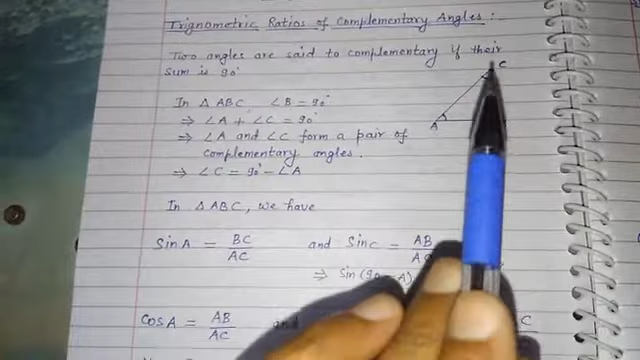 Trignometric Ratios of Complementary Angles :-
Two angles are said to complementary if their
sum is 90°
C
In Δ ABC, ∠B = 90°
⇒ ∠A + ∠C = 90°
A
⇒ ∠A and ∠C form a pair of
complementary angles.
⇒ ∠C = 90° - ∠A
In Δ ABC, we have
Sin A = BC/AC and Sin C = AB/AC
⇒ Sin (90-A)
COS A = AB/AC and C